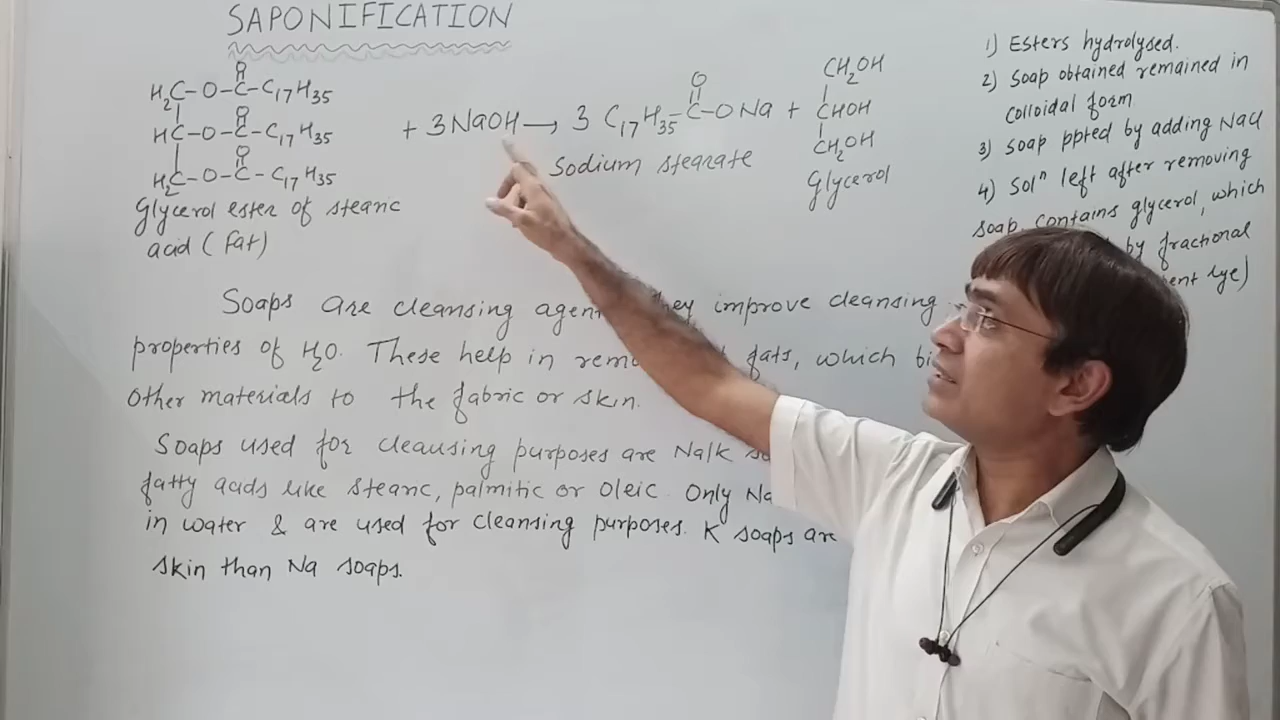 SAPONIFICATION
O
H₂C-O-C-C₁₇H₃₅
O
HC-O-C-C₁₇H₃₅
O
H₂C-O-C-C₁₇H₃₅
Glycerol ester of stearic
acid (Fat)
+ 3NaOH → 3 C₁₇H₃₅-C-ONa +
O
Sodium stearate
CH₂OH
CHOH
CH₂OH
Glycerol
1) Esters hydrolysed.
2) Soap obtained remained in
colloidal form
3) Soap ppted by adding NaCl
4) Solⁿ left after removing
soap contains glycerol, which
by fractional
lye)
Soaps are cleansing they improve cleansing
properties of H₂O. These help in fats, which
other materials to the fabric or skin.
Soaps used for cleansing purposes are Na/K
fatty acids like stearic, palmitic or oleic. Only
in water & are used for cleansing purposes. K soaps are
skin than Na soaps.